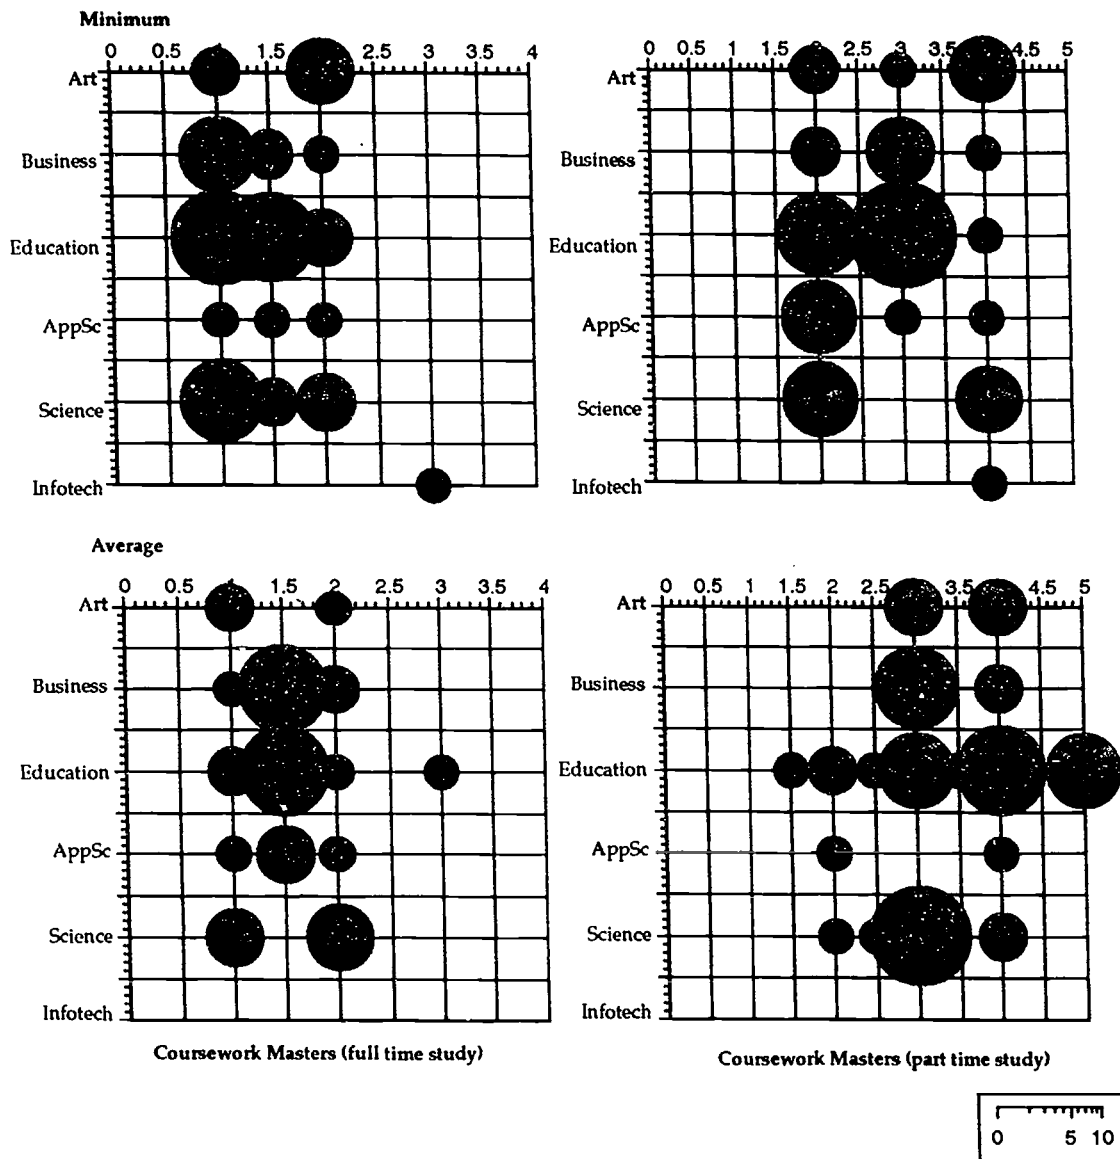 Minimum
0 0.5 1 1.5 2 2.5 3 3.5 4
Art
Business
Education
AppSc
Science
Infotech
0 0.5 1 1.5 2 2.5 3 3.5 4 4.5 5
Art
Business
Education
AppSc
Science
Infotech
Average
0 0.5 1 1.5 2 2.5 3 3.5 4
Art
Business
Education
AppSc
Science
Infotech
Coursework Masters (full time study)
0 0.5 1 1.5 2 2.5 3 3.5 4 4.5 5
Art
Business
Education
AppSc
Science
Infotech
Coursework Masters (part time study)
0 5 10